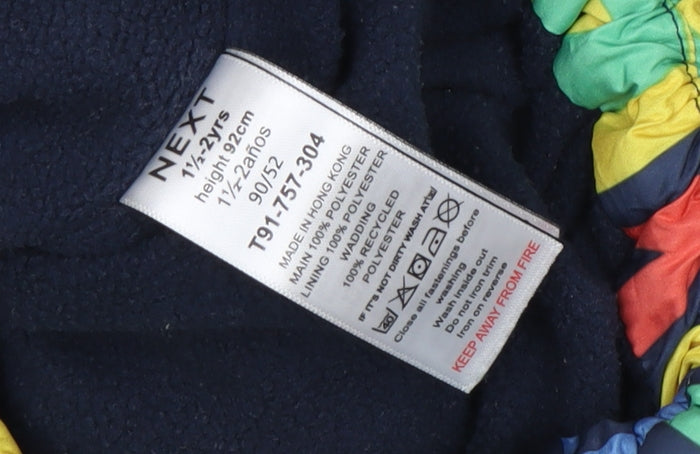 NEXT
1½-2yrs
height 92cm
1½-2años
90/52
T91-757-304
MADE IN HONG KONG
MAIN 100% POLYESTER
LINING 100% POLYESTER
WADDING
100% RECYCLED
POLYESTER
IF IT'S NOT DIRTY WASH AT 30
40
Close all fastenings before
washing
Wash inside out
Do not iron trim
Iron on reverse
KEEP AWAY FROM FIRE